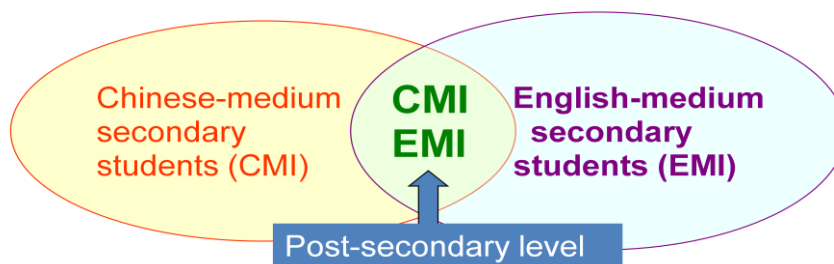 Chinese-medium
secondary
students (CMI)
CMI
EMI
English-medium
secondary
students (EMI)
Post-secondary level